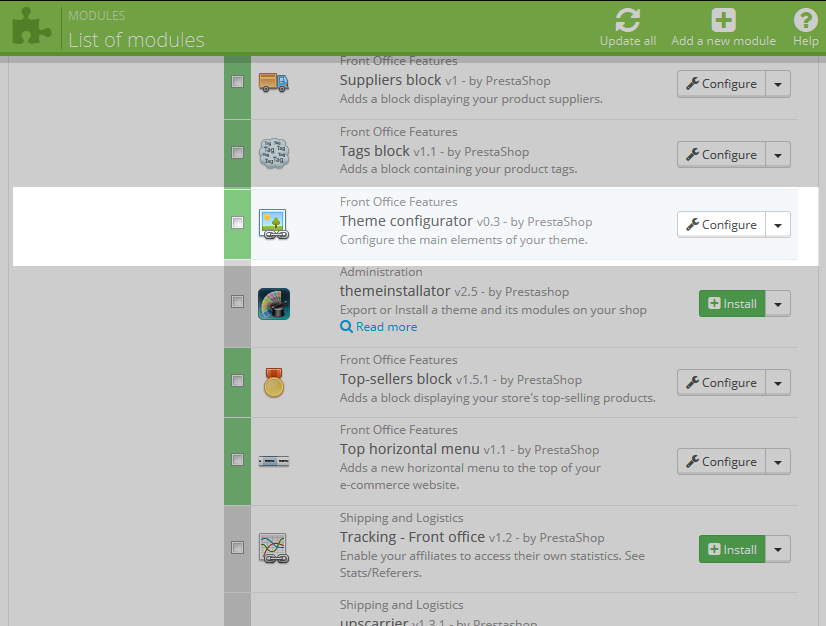 MODULES
List of modules
Update all
Add a new module
Help
Front Office Features
Suppliers block v1 - by PrestaShop
Adds a block displaying your product suppliers.
Configure
Front Office Features
Tags block v1.1 - by PrestaShop
Adds a block containing your product tags.
Configure
Front Office Features
Theme configurator v0.3 - by PrestaShop
Configure the main elements of your theme.
Configure
Administration
themeinstallator v2.5 - by Prestashop
Export or Install a theme and its modules on your shop
Read more
Install
Front Office Features
Top-sellers block v1.5.1 - by PrestaShop
Adds a block displaying your store's top-selling products.
Configure
Front Office Features
Top horizontal menu v1.1 - by PrestaShop
Adds a new horizontal menu to the top of your
e-commerce website.
Configure
Shipping and Logistics
Tracking - Front office v1.2 - by PrestaShop
Enable your affiliates to access their own statistics. See
Stats/Referers.
Install
Shipping and Logistics
upscarrier v1.3.1 - by Prestashop